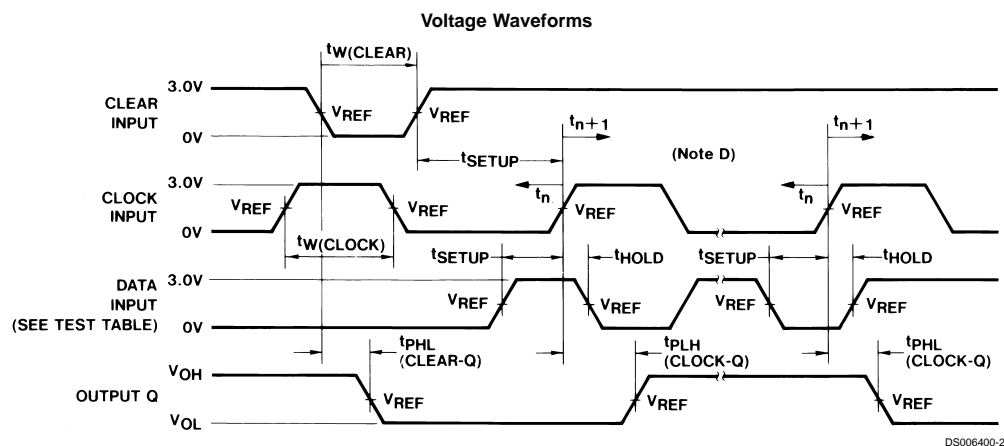 Voltage Waveforms
tW(CLEAR)
3.0V
CLEAR
INPUT
0V
VREF
VREF
tn+1
tn+1
tSETUP
(Note D)
3.0V
CLOCK
INPUT
0V
VREF
VREF
tn
VREF
tn
VREF
tW(CLOCK)
tSETUP
tHOLD
tSETUP
tHOLD
3.0V
DATA
INPUT
(SEE TEST TABLE)
0V
VREF
VREF
VREF
VREF
tPHL
(CLEAR-Q)
tPLH
(CLOCK-Q)
tPHL
(CLOCK-Q)
VOH
OUTPUT Q
VOL
VREF
VREF
VREF
DS006400-2